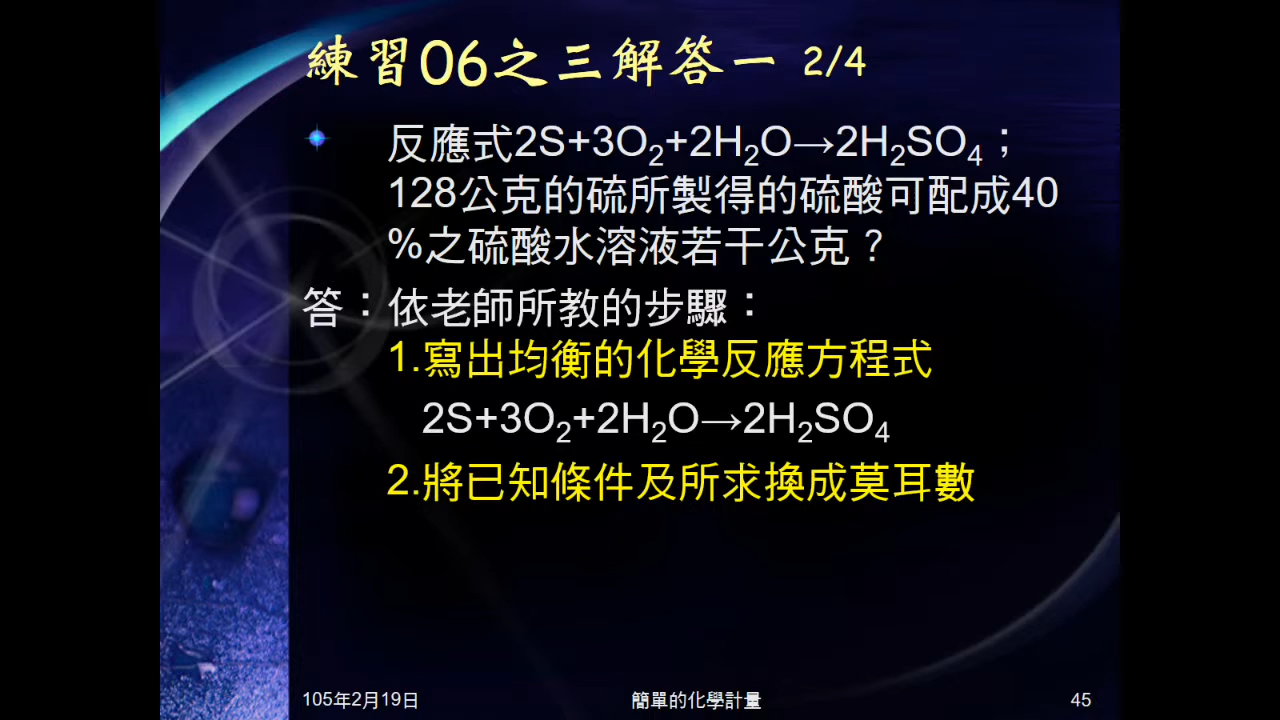 練習06之三解答一 2/4
反應式2S+3O₂+2H₂O→2H₂SO₄；
128公克的硫所製得的硫酸可配成40
%之硫酸水溶液若干公克？
答：依老師所教的步驟：
1.寫出均衡的化學反應方程式
2S+3O₂+2H₂O→2H₂SO₄
2.將已知條件及所求換成莫耳數
105年2月19日 簡單的化學計量 45